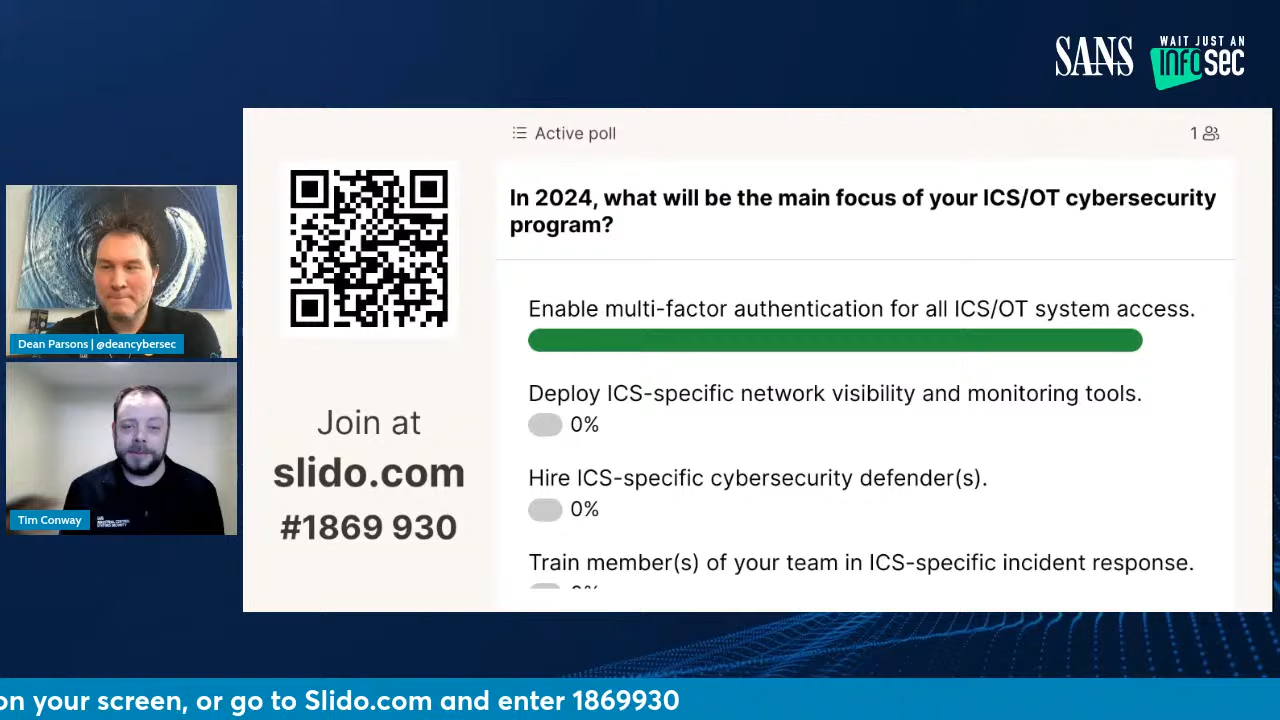 SANS
WAIT JUST AN
INFOSEC
Active poll
1
In 2024, what will be the main focus of your ICS/OT cybersecurity
program?
Enable multi-factor authentication for all ICS/OT system access.
Deploy ICS-specific network visibility and monitoring tools.
0%
Hire ICS-specific cybersecurity defender(s).
0%
Train member(s) of your team in ICS-specific incident response.
Join at
slido.com
#1869 930
Dean Parsons | @deancybersec
Tim Conway
on your screen, or go to Slido.com and enter 1869930